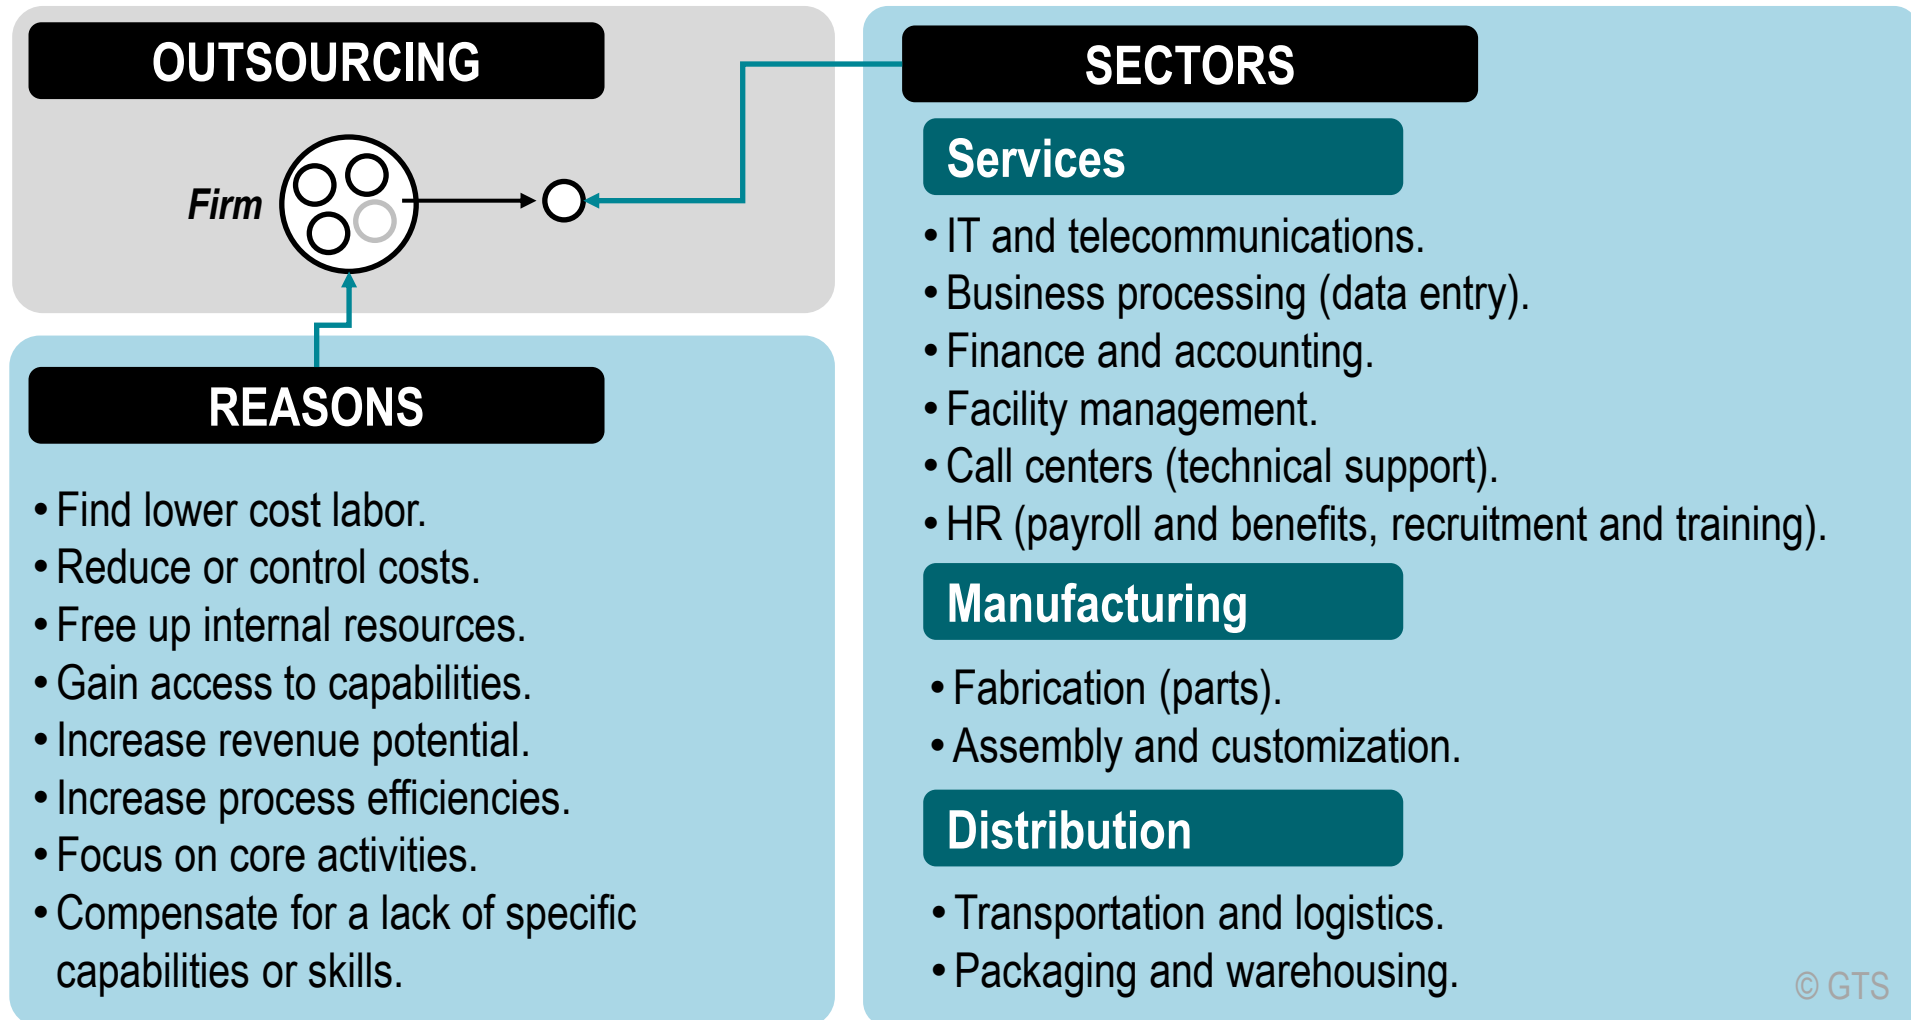 OUTSOURCING
Firm
REASONS
• Find lower cost labor.
• Reduce or control costs.
• Free up internal resources.
• Gain access to capabilities.
• Increase revenue potential.
• Increase process efficiencies.
• Focus on core activities.
• Compensate for a lack of specific
capabilities or skills.
SECTORS
Services
• IT and telecommunications.
• Business processing (data entry).
• Finance and accounting.
• Facility management.
• Call centers (technical support).
• HR (payroll and benefits, recruitment and training).
Manufacturing
• Fabrication (parts).
• Assembly and customization.
Distribution
• Transportation and logistics.
• Packaging and warehousing.
© GTS